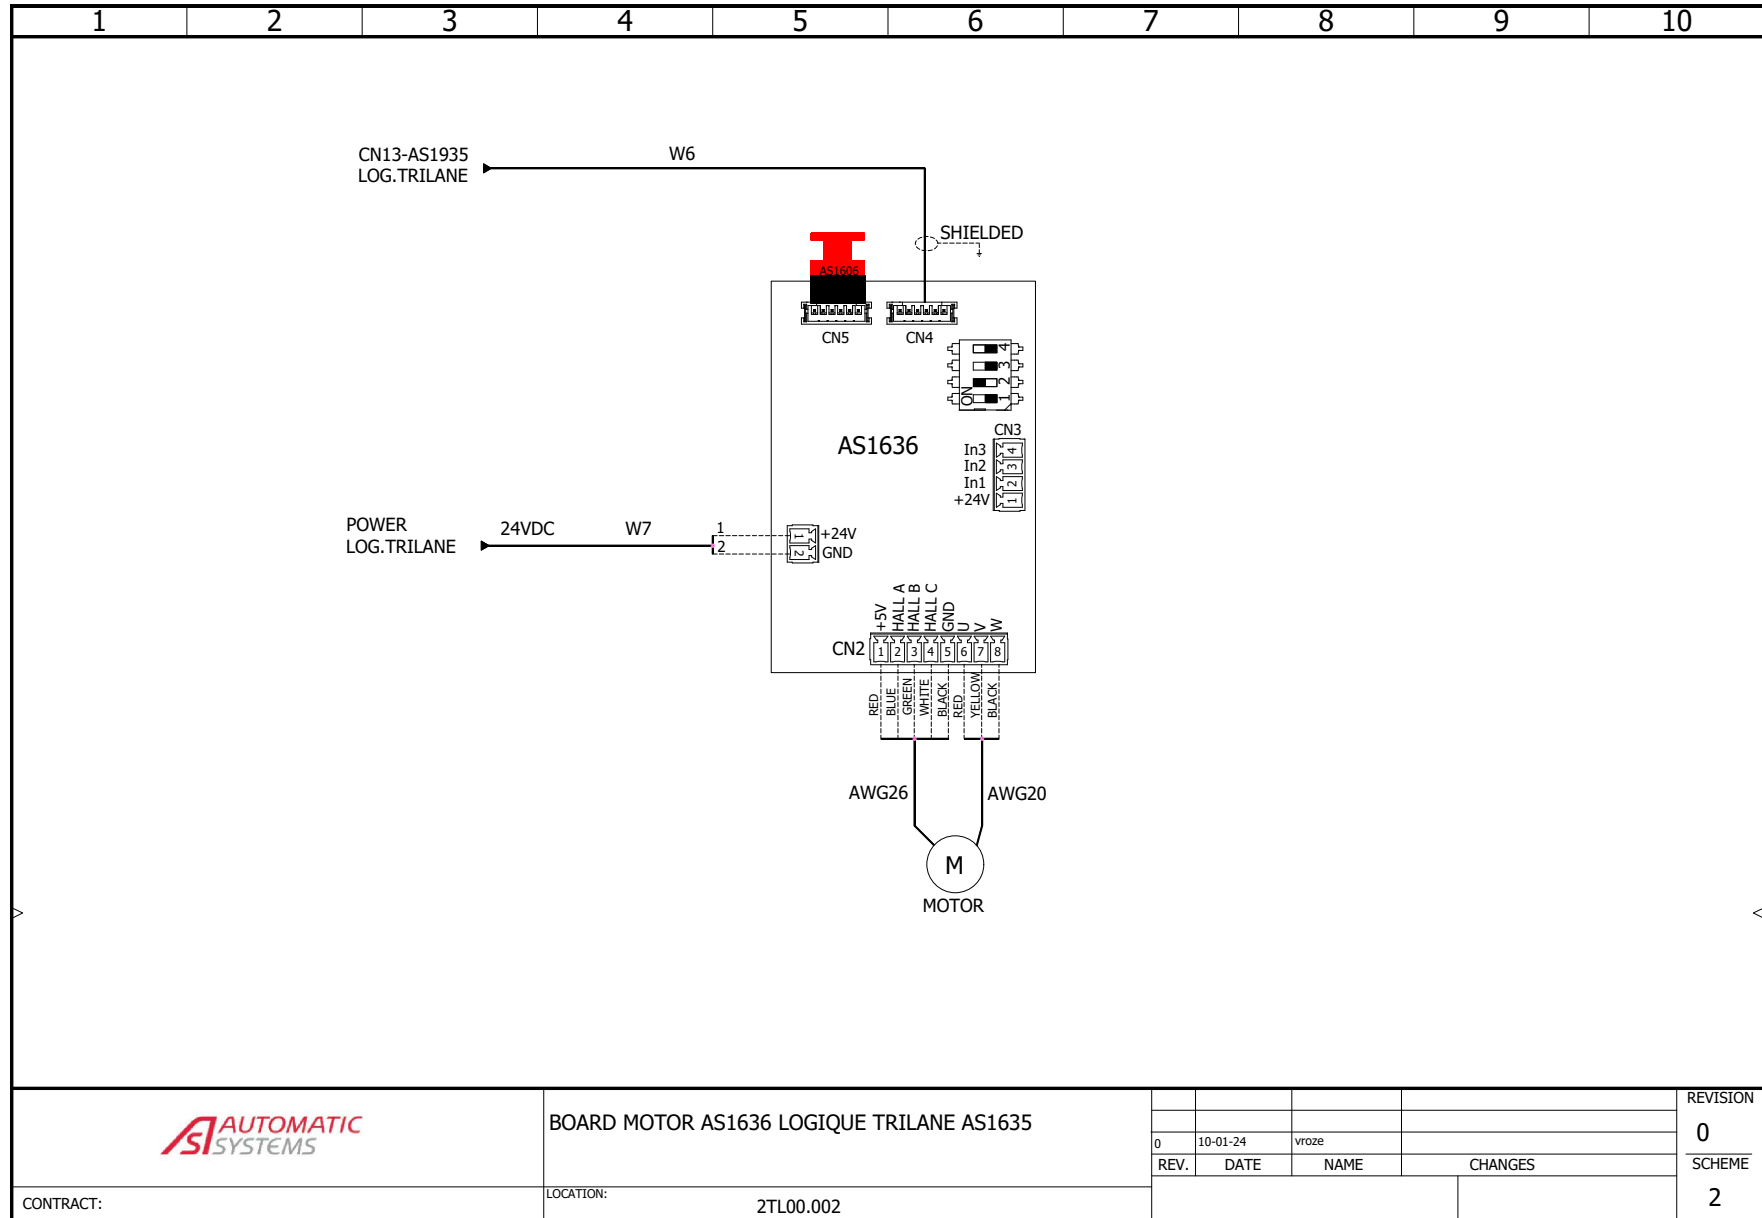 1 2 3 4 5 6 7 8 9 10
CN13-AS1935
LOG.TRILANE
W6
SHIELDED
AS1606
CN5
CN4
4
3
2
1
ON
AS1636
CN3
In3 4
In2 3
In1 2
+24V 1
POWER
LOG.TRILANE
24VDC
W7
1
2
1 +24V
2 GND
+5V
HALL A
HALL B
HALL C
GND
U
V
W
CN2 1 2 3 4 5 6 7 8
RED
BLUE
GREEN
WHITE
BLACK
RED
YELLOW
BLACK
AWG26
AWG20
M
MOTOR
AUTOMATIC
SYSTEMS
BOARD MOTOR AS1636 LOGIQUE TRILANE AS1635
0 10-01-24 vroze
REV. DATE NAME CHANGES
REVISION
0
SCHEME
2
CONTRACT:
LOCATION:
2TL00.002